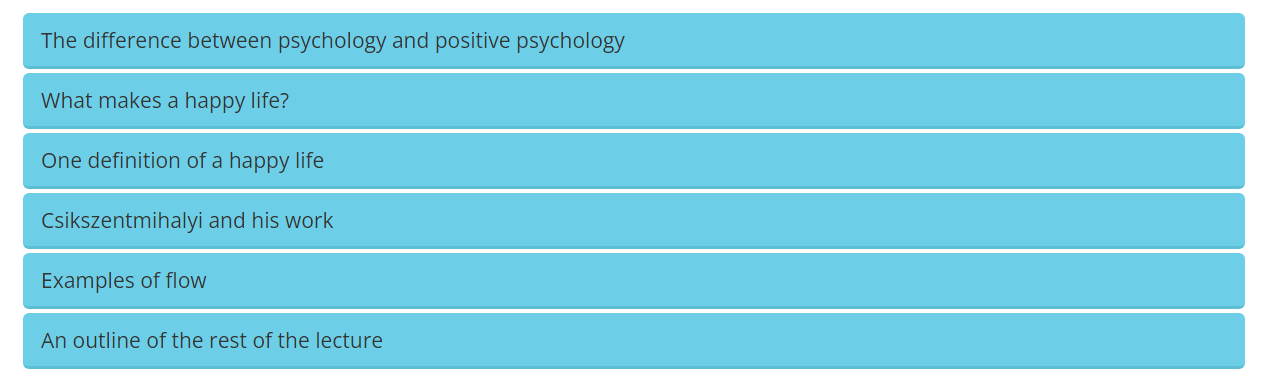 The difference between psychology and positive psychology
What makes a happy life?
One definition of a happy life
Csikszentmihalyi and his work
Examples of flow
An outline of the rest of the lecture